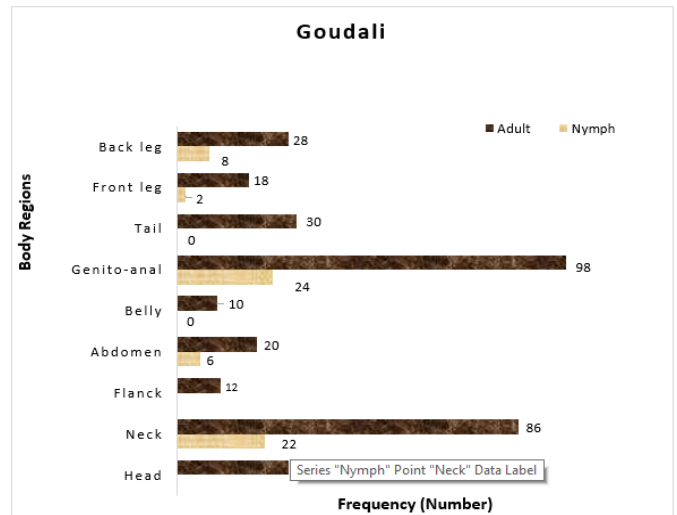 Goudali
Adult Nymph
Back leg 28
8
Front leg 18
2
Tail 30
0
Genito-anal 98
24
Belly 10
0
Abdomen 20
6
Flanck 12
Neck 86
22
Head
Series "Nymph" Point "Neck" Data Label
Body Regions
Frequency (Number)